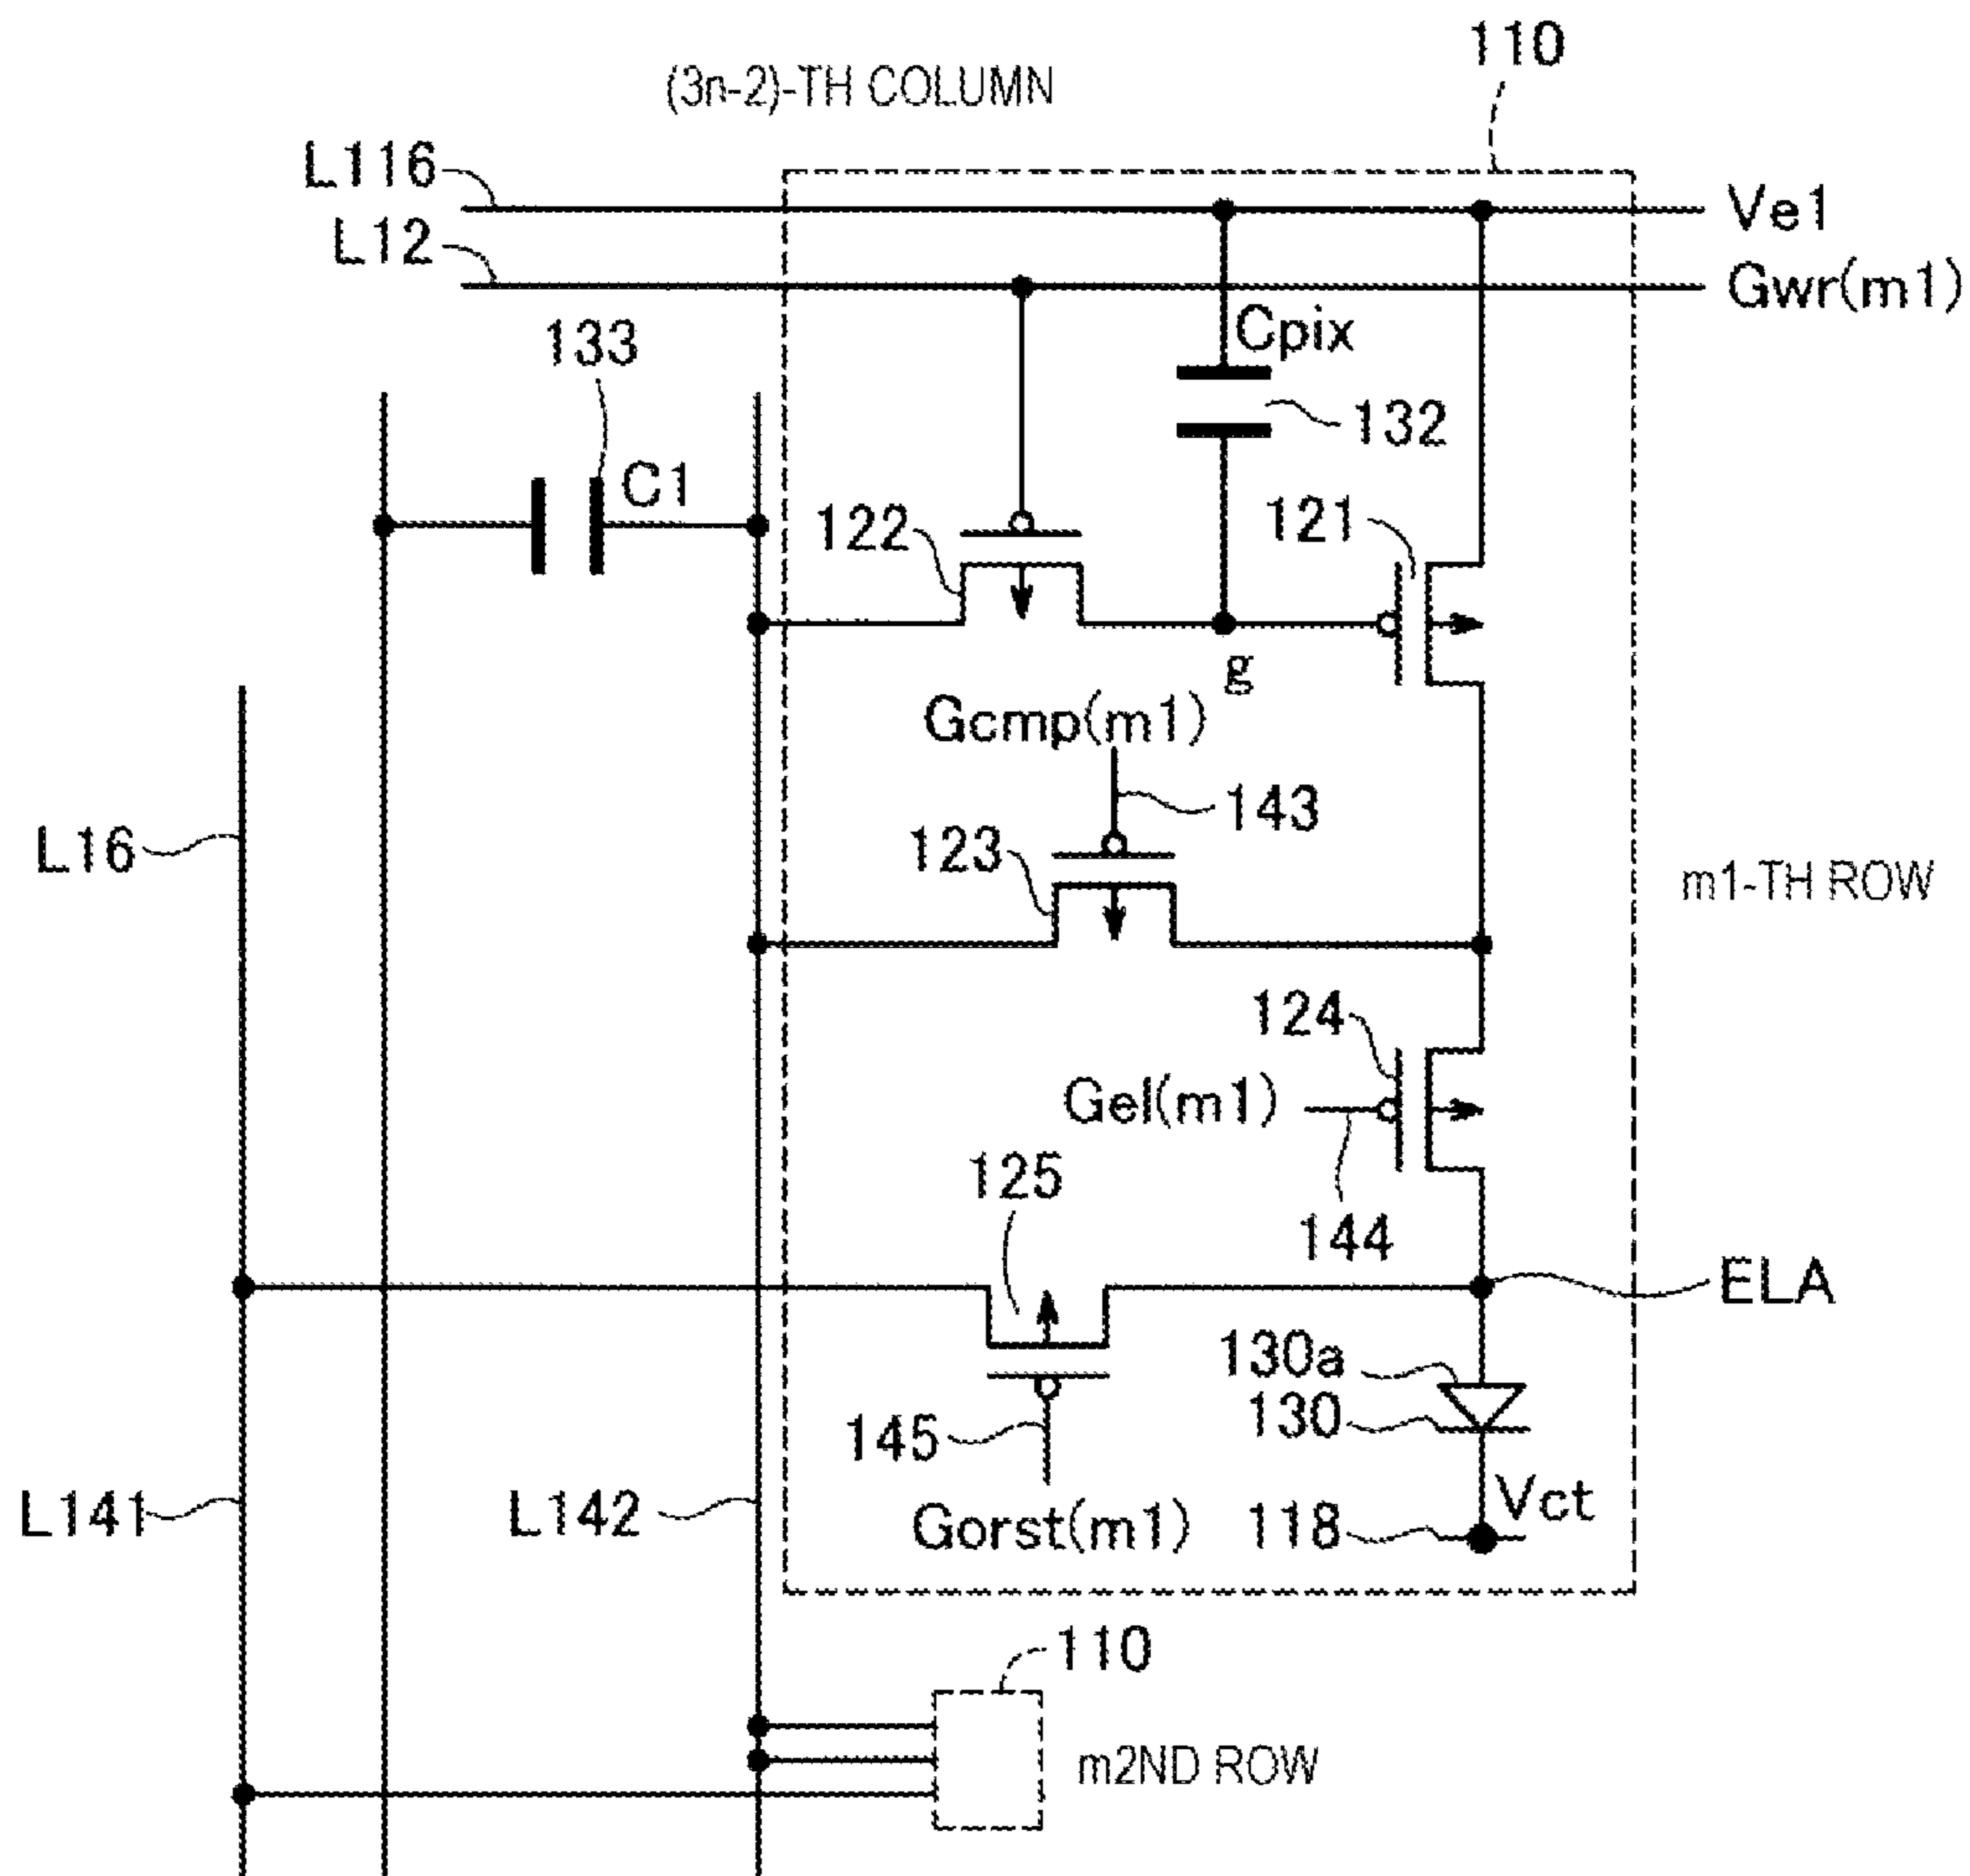 110
(3n-2)-TH COLUMN
L116
Ve1
L12
Gwr(m1)
133
Cpix
132
C1
122
121
g
Gcmp(m1)
143
123
L16
m1-TH ROW
124
Gel(m1)
125
144
ELA
130a
130
145
L141
L142
Vct
118
Gorst(m1)
110
m2ND ROW